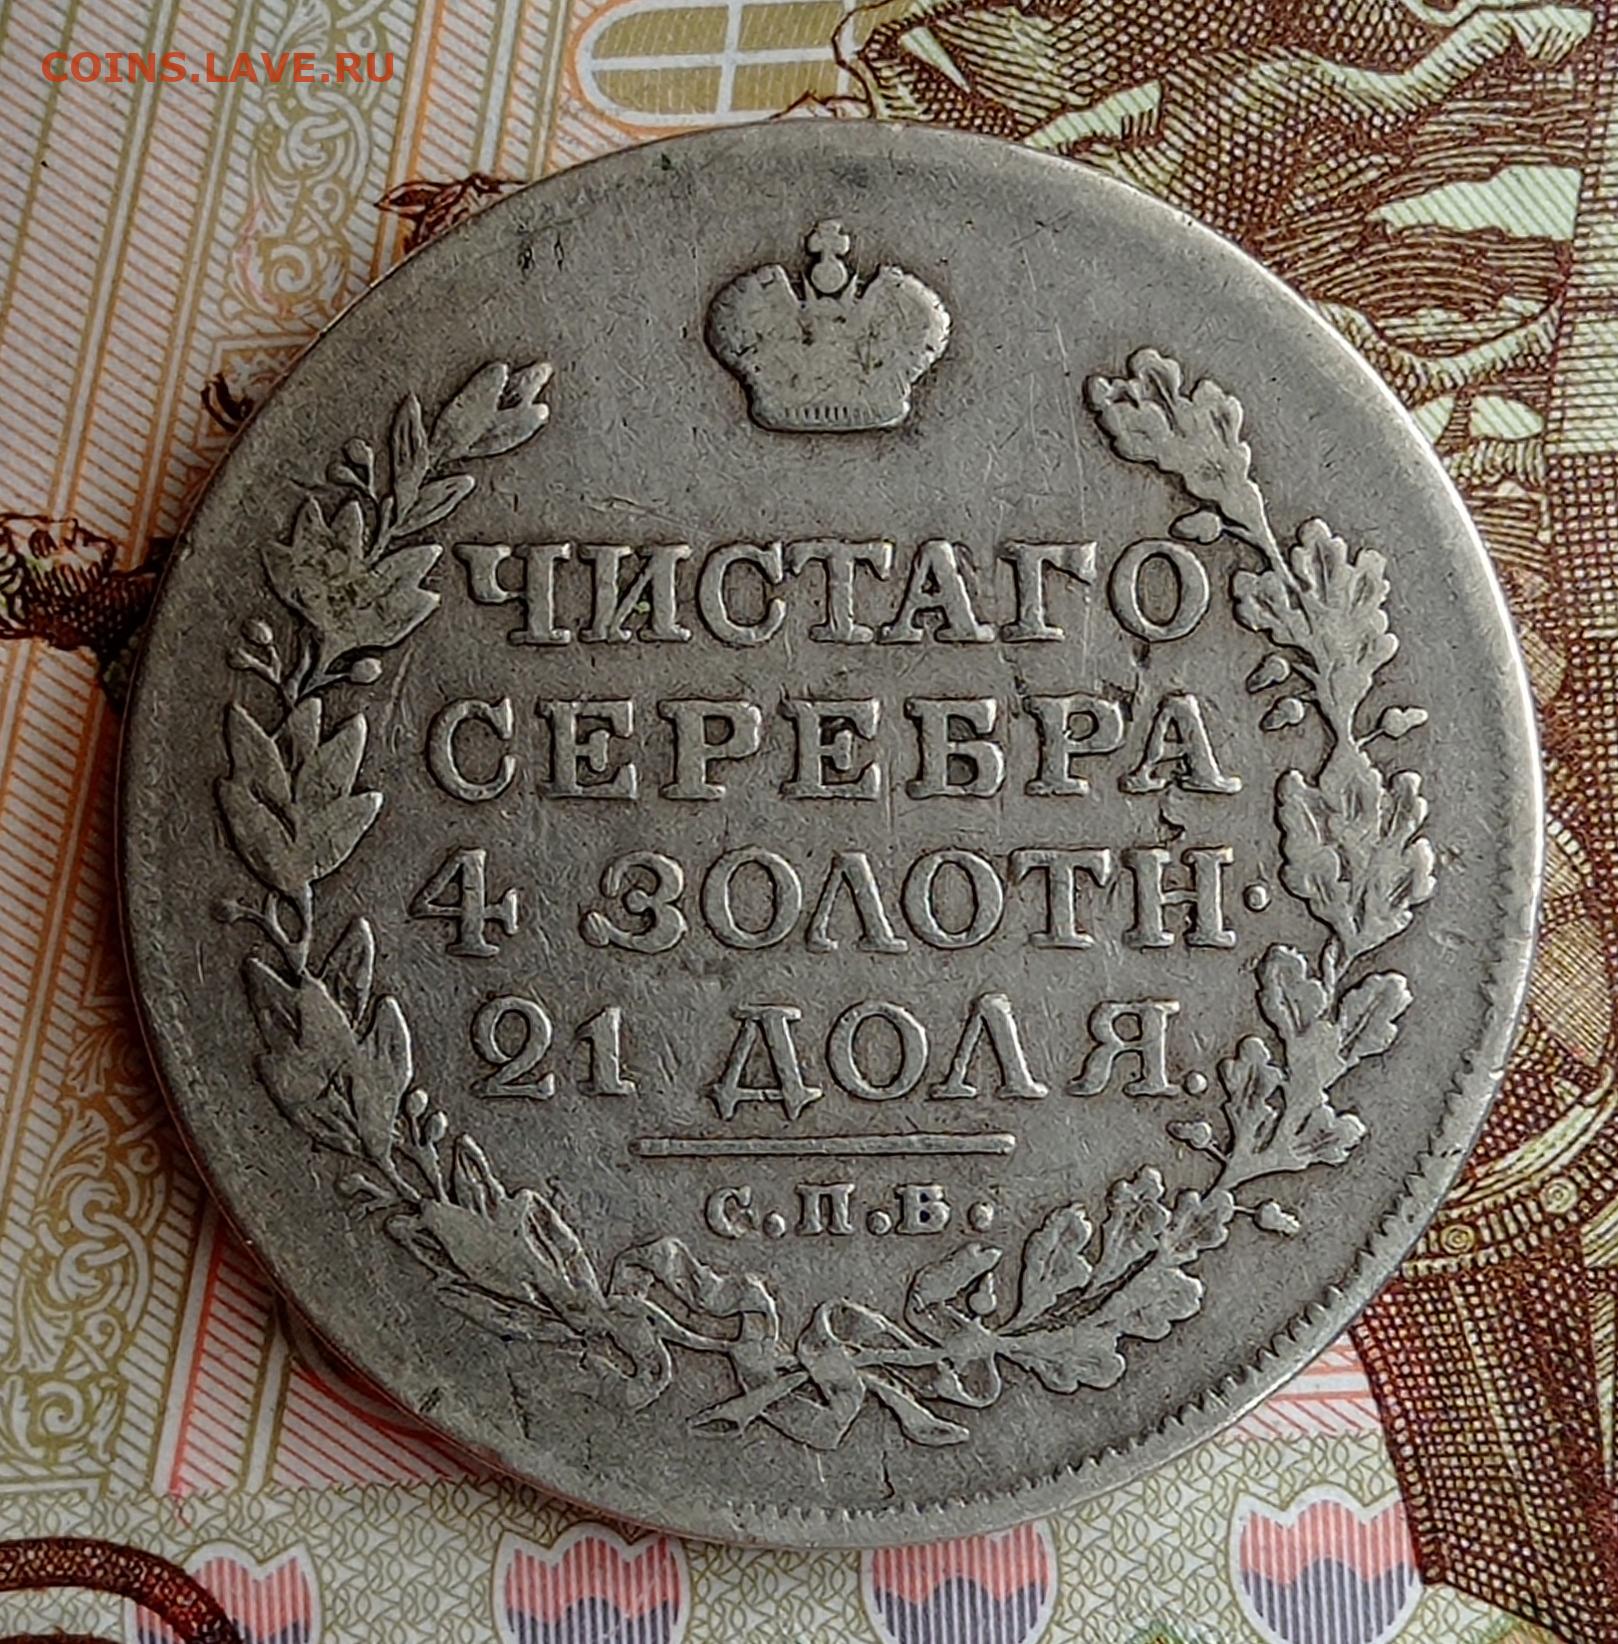 COINS.LAVE.RU
ЧИСТАГО
СЕРЕБРА
4 ЗОЛОТН·
21 ДОЛЯ.
С.П.Б.